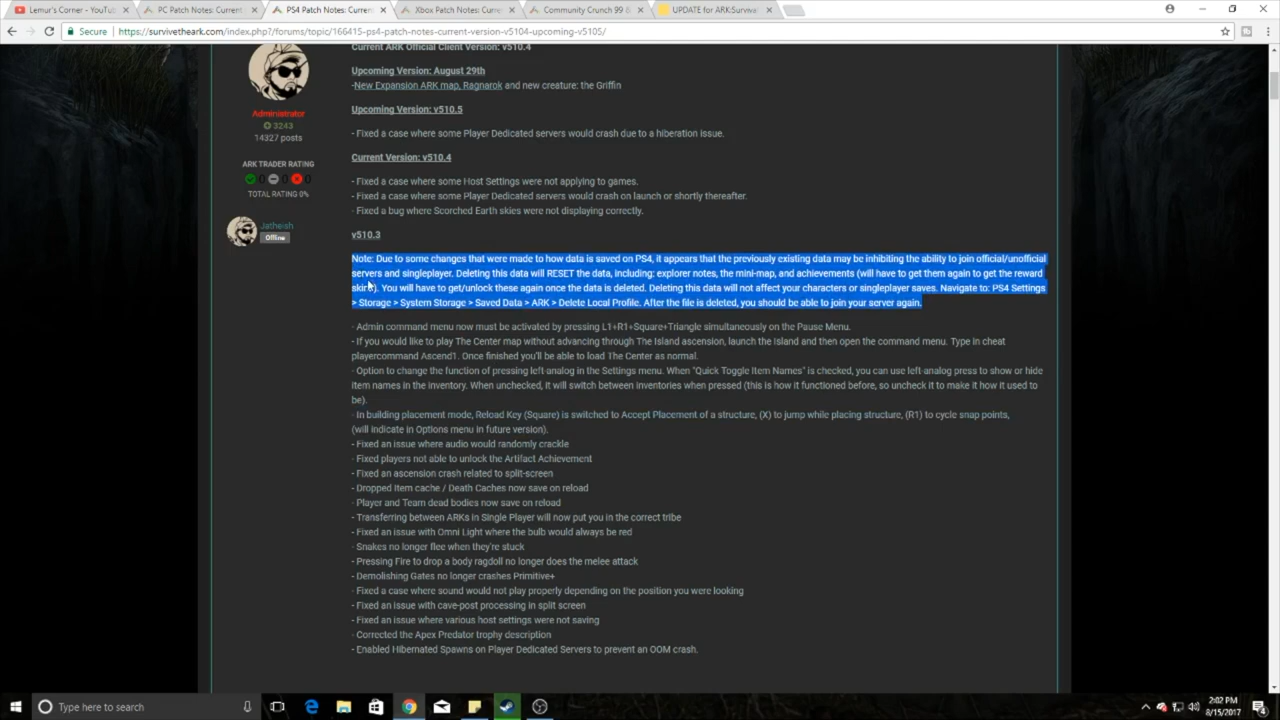 Lemur's Corner - YouTu
PC Patch Notes: Current
PS4 Patch Notes: Curren
Xbox Patch Notes: Curre
Community Crunch 99 &
UPDATE for ARK:Surviva
Secure
https://survivetheark.com/index.php?/forums/topic/166415-ps4-patch-notes-current-version-v5104-upcoming-v5105/
Current ARK Official Client Version: v510.4
Upcoming Version: August 29th
-New Expansion ARK map, Ragnarok and new creature: the Griffin
Administrator
3243
14327 posts
Upcoming Version: v510.5
- Fixed a case where some Player Dedicated servers would crash due to a hiberation issue.
Current Version: v510.4
ARK TRADER RATING
0 0 0
TOTAL RATING 0%
- Fixed a case where some Host Settings were not applying to games.
- Fixed a case where some Player Dedicated servers would crash on launch or shortly thereafter.
- Fixed a bug where Scorched Earth skies were not displaying correctly.
Jatheish
Offline
v510.3
Note: Due to some changes that were made to how data is saved on PS4, it appears that the previously existing data may be inhibiting the ability to join official/unofficial
servers and singleplayer. Deleting this data will RESET the data, including: explorer notes, the mini-map, and achievements (will have to get them again to get the reward
skins). You will have to get/unlock these again once the data is deleted. Deleting this data will not affect your characters or singleplayer saves. Navigate to: PS4 Settings
> Storage > System Storage > Saved Data > ARK > Delete Local Profile. After the file is deleted, you should be able to join your server again.
- Admin command menu now must be activated by pressing L1+R1+Square+Triangle simultaneously on the Pause Menu.
- If you would like to play The Center map without advancing through The Island ascension, launch the Island and then open the command menu. Type in cheat
playercommand Ascend1. Once finished you'll be able to load The Center as normal.
- Option to change the function of pressing left-analog in the Settings menu. When "Quick Toggle Item Names" is checked, you can use left-analog press to show or hide
item names in the inventory. When unchecked, it will switch between inventories when pressed (this is how it functioned before, so uncheck it to make it how it used to
be).
- In building placement mode, Reload Key (Square) is switched to Accept Placement of a structure, (X) to jump while placing structure, (R1) to cycle snap points,
(will indicate in Options menu in future version).
- Fixed an issue where audio would randomly crackle
- Fixed players not able to unlock the Artifact Achievement
- Fixed an ascension crash related to split-screen
- Dropped Item cache / Death Caches now save on reload
- Player and Team dead bodies now save on reload
- Transferring between ARKs in Single Player will now put you in the correct tribe
- Fixed an issue with Omni Light where the bulb would always be red
- Snakes no longer flee when they're stuck
- Pressing Fire to drop a body ragdoll no longer does the melee attack
- Demolishing Gates no longer crashes Primitive+
- Fixed a case where sound would not play properly depending on the position you were looking
- Fixed an issue with cave-post processing in split screen
- Fixed an issue where various host settings were not saving
- Corrected the Apex Predator trophy description
- Enabled Hibernated Spawns on Player Dedicated Servers to prevent an OOM crash.
Type here to search
2:02 PM
8/15/2017
4